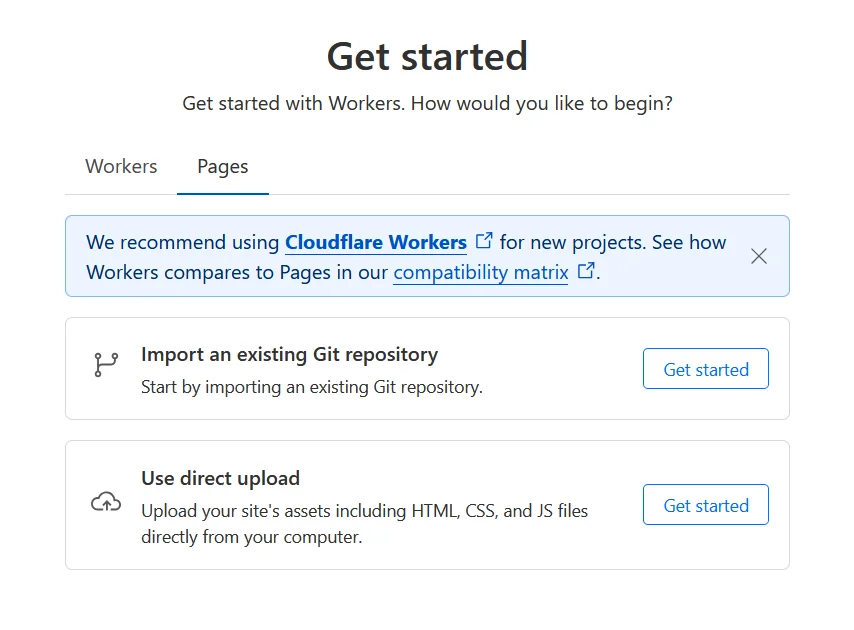 Get started
Get started with Workers. How would you like to begin?
Workers
Pages
We recommend using Cloudflare Workers for new projects. See how
Workers compares to Pages in our compatibility matrix.
Import an existing Git repository
Start by importing an existing Git repository.
Get started
Use direct upload
Upload your site's assets including HTML, CSS, and JS files
directly from your computer.
Get started